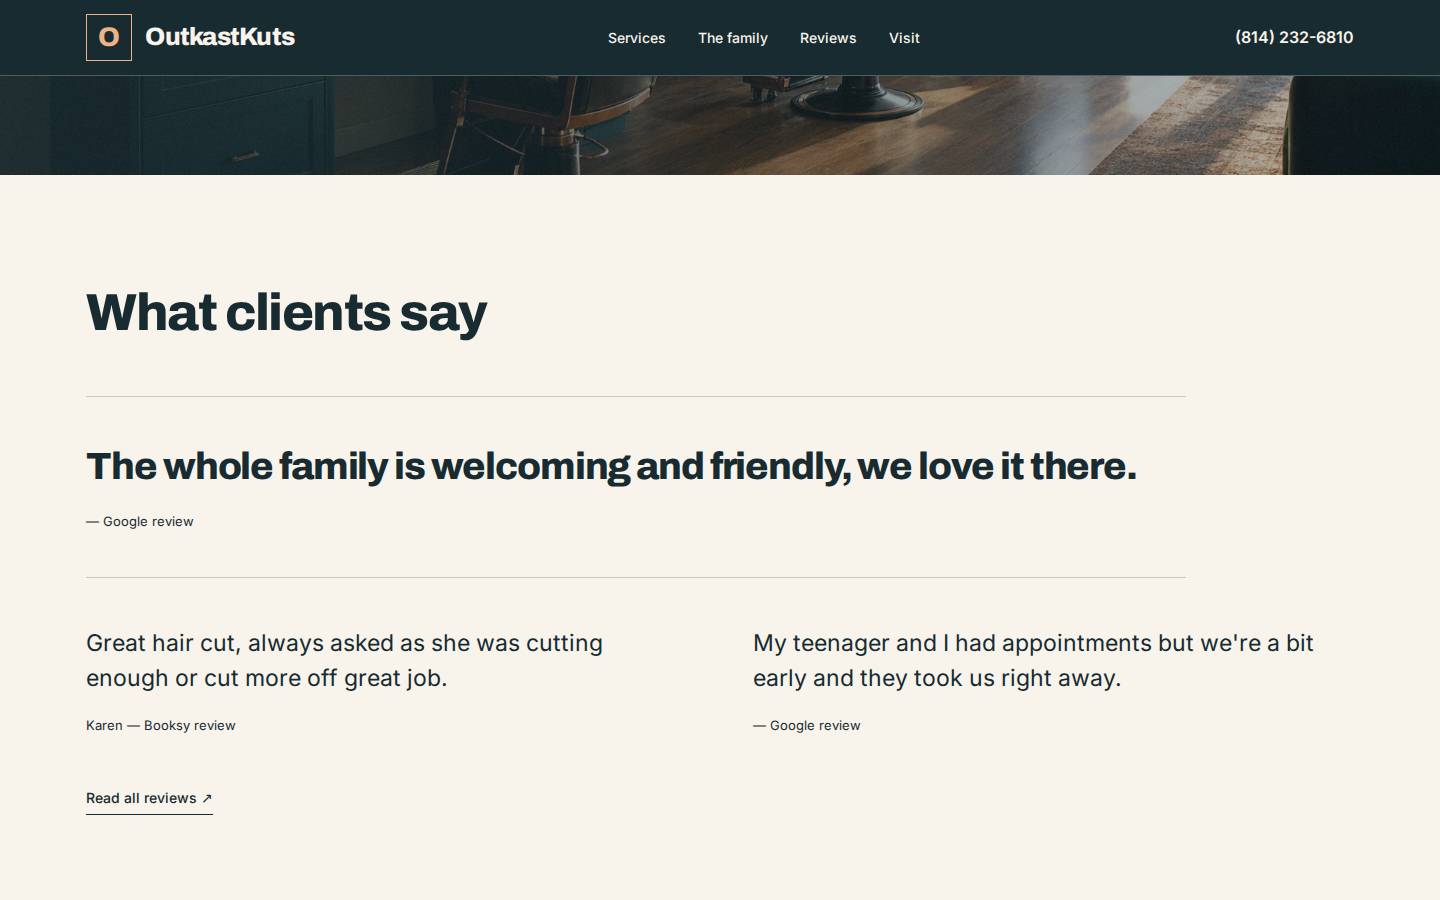 O OutkastKuts Services The family Reviews Visit (814) 232-6810
What clients say
The whole family is welcoming and friendly, we love it there.
— Google review
Great hair cut, always asked as she was cutting
enough or cut more off great job.
Karen — Booksy review
My teenager and I had appointments but we're a bit
early and they took us right away.
— Google review
Read all reviews ↗